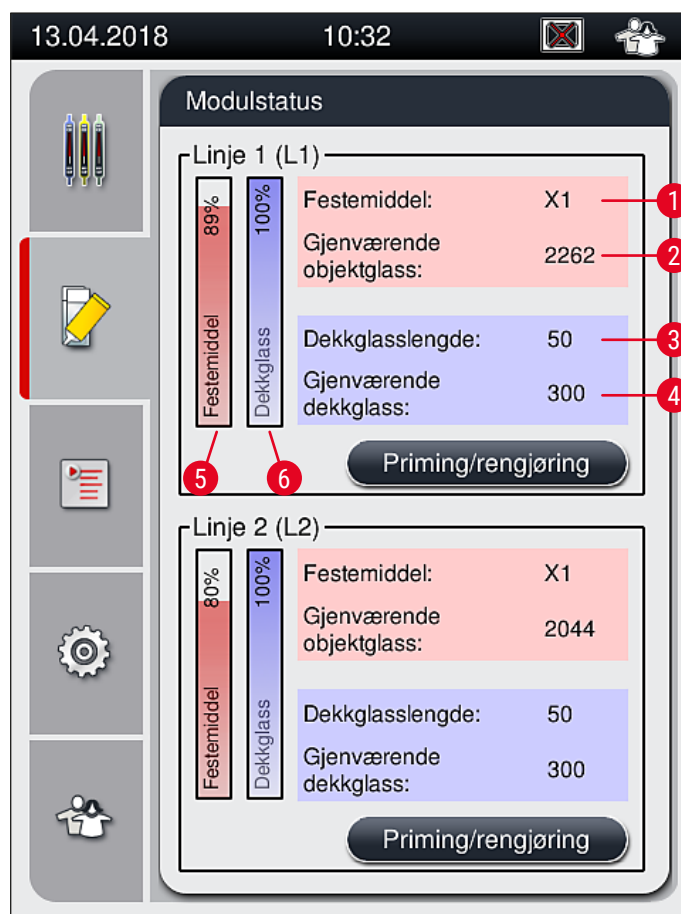 13.04.2018 10:32
Modulstatus
Linje 1 (L1)
89%
Festemiddel
100%
Dekkglass
Festemiddel: X1 1
Gjenværende
objektglass: 2262 2
Dekkglasslengde: 50 3
Gjenværende
dekkglass: 300 4
5 6
Priming/rengjøring
Linje 2 (L2)
80%
Festemiddel
100%
Dekkglass
Festemiddel: X1
Gjenværende
objektglass: 2044
Dekkglasslengde: 50
Gjenværende
dekkglass: 300
Priming/rengjøring